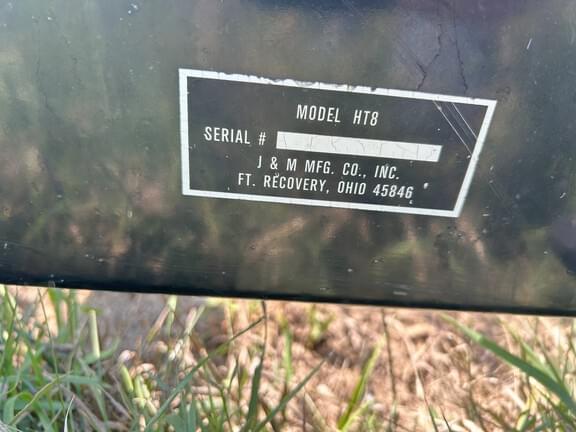 MODEL HT8
SERIAL #
J & M MFG. CO., INC.
FT. RECOVERY, OHIO 45846